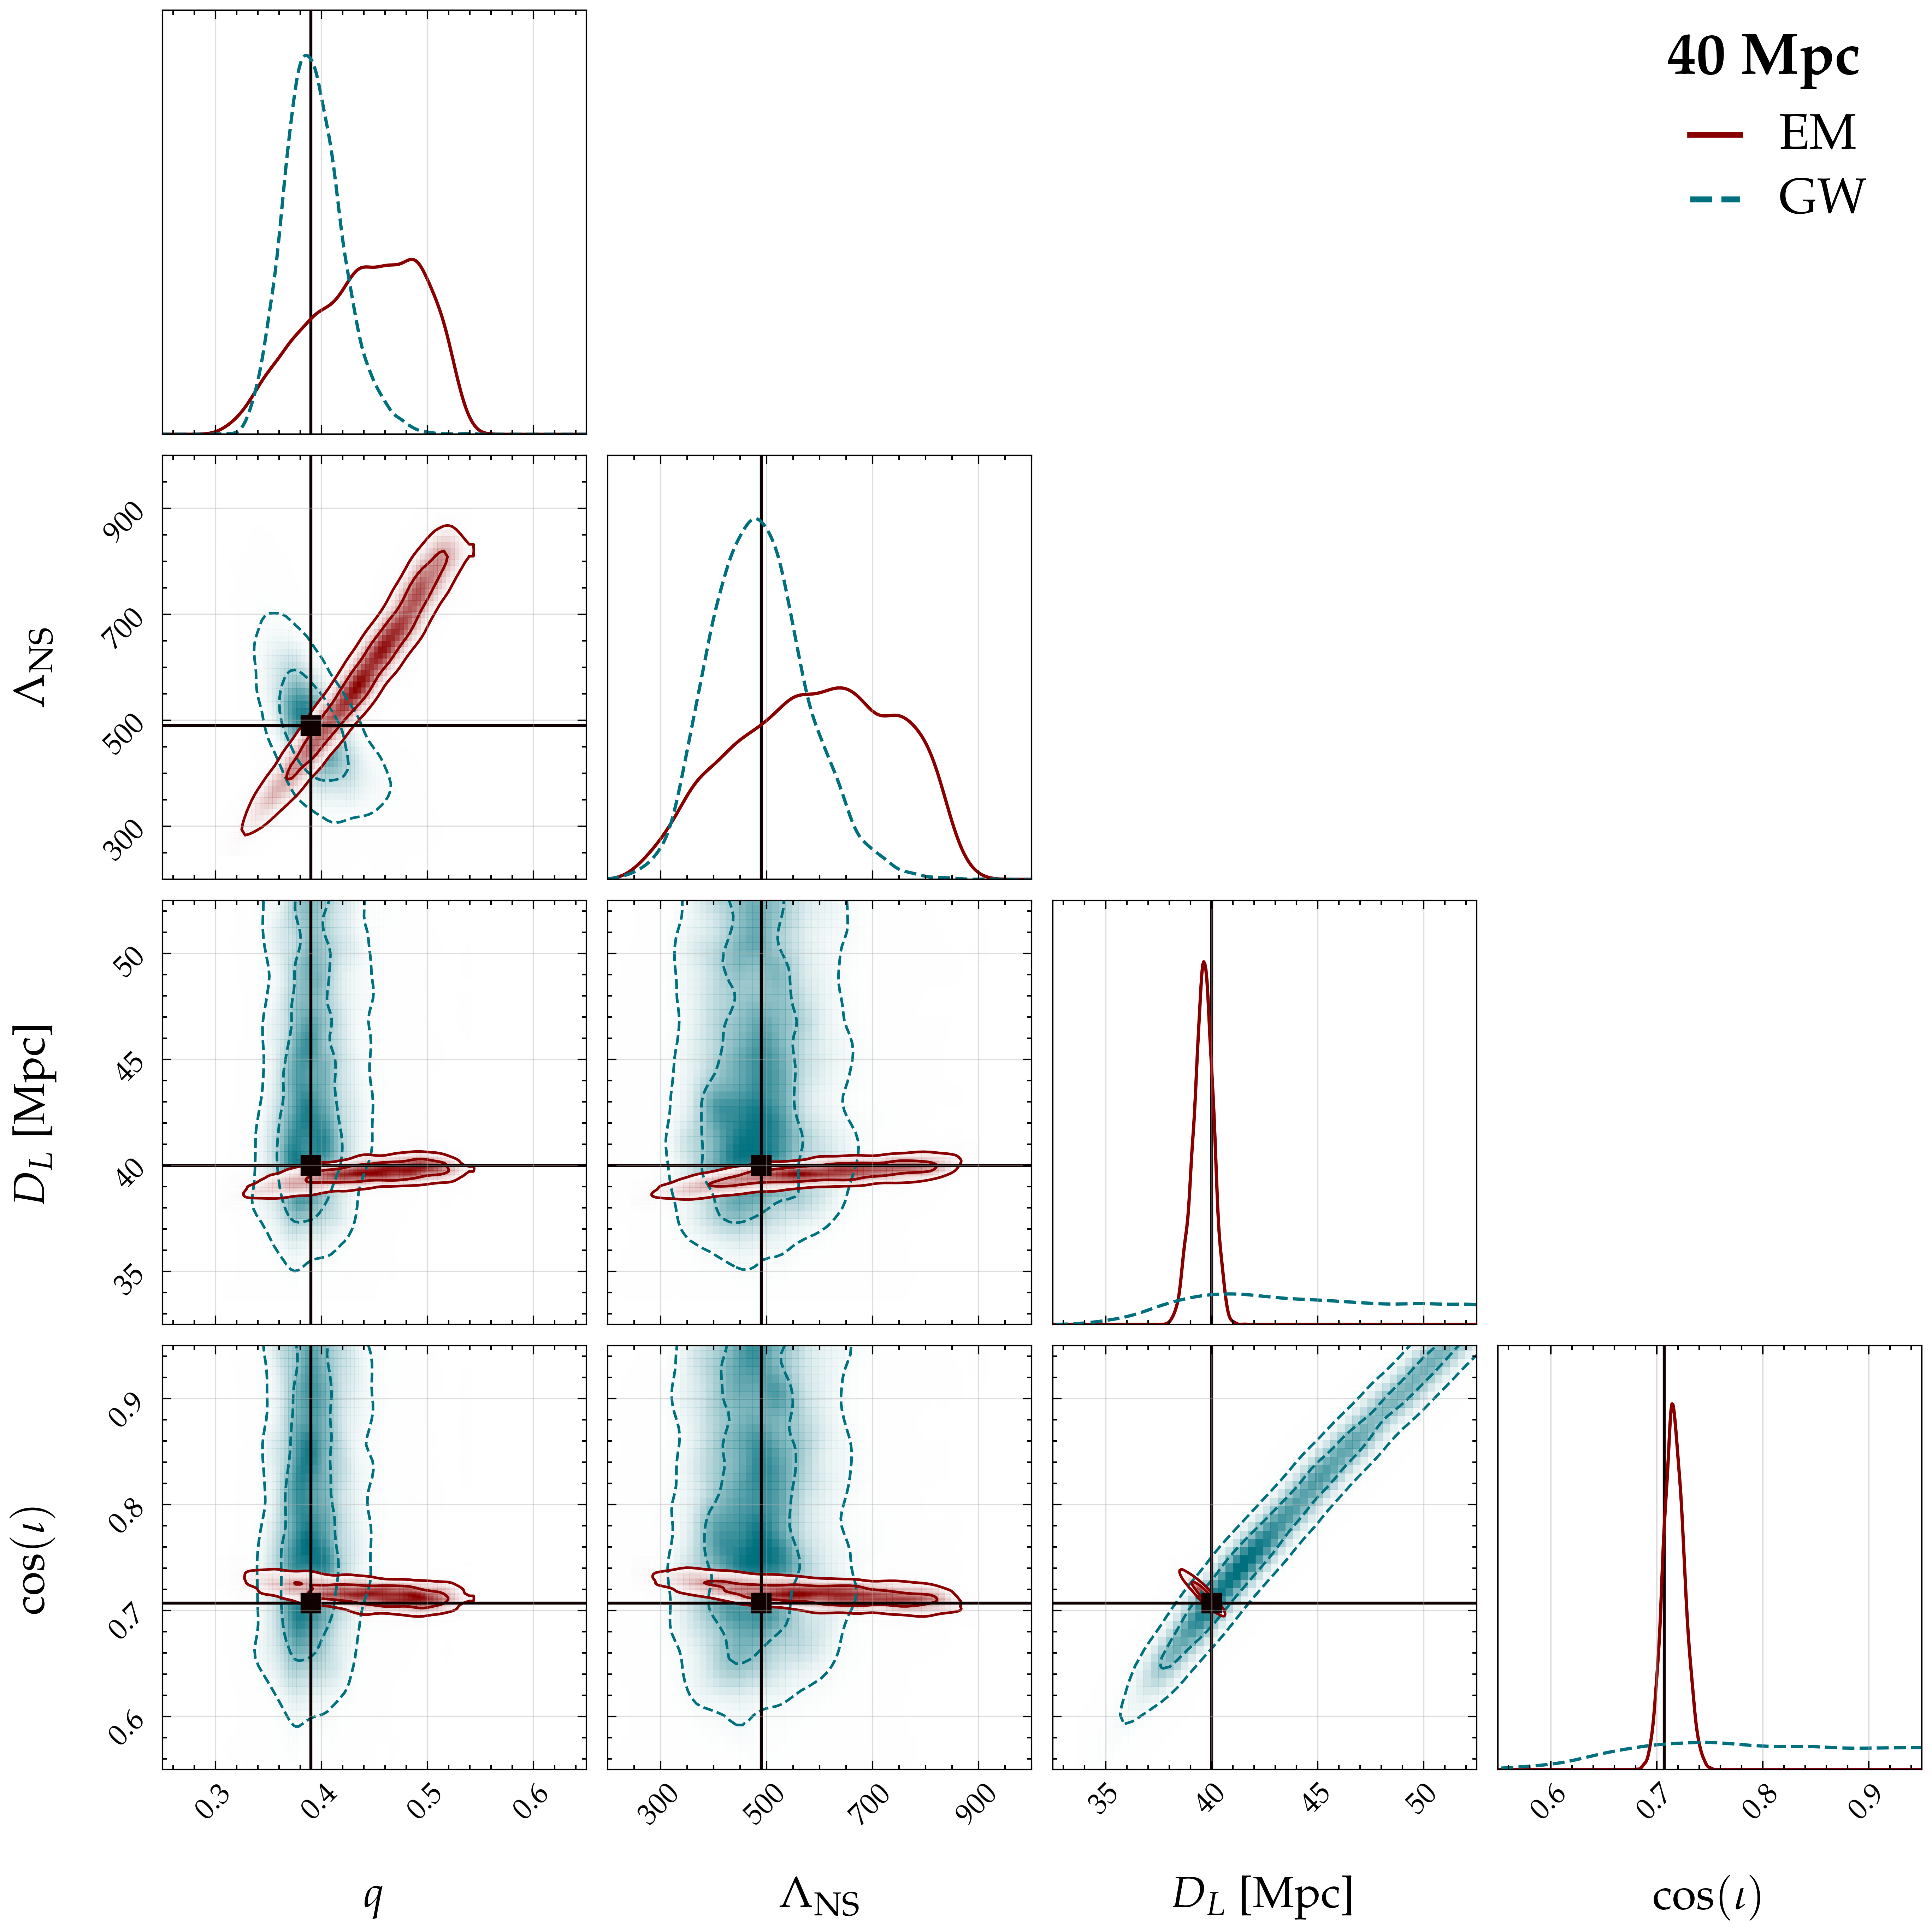 40 Mpc
EM
GW
900
700
500
300
Λ_NS
50
45
40
35
D_L [Mpc]
0.9
0.8
0.7
0.6
cos(ι)
0.3 0.4 0.5 0.6
300 500 700 900
35 40 45 50
0.6 0.7 0.8 0.9
q
Λ_NS
D_L [Mpc]
cos(ι)